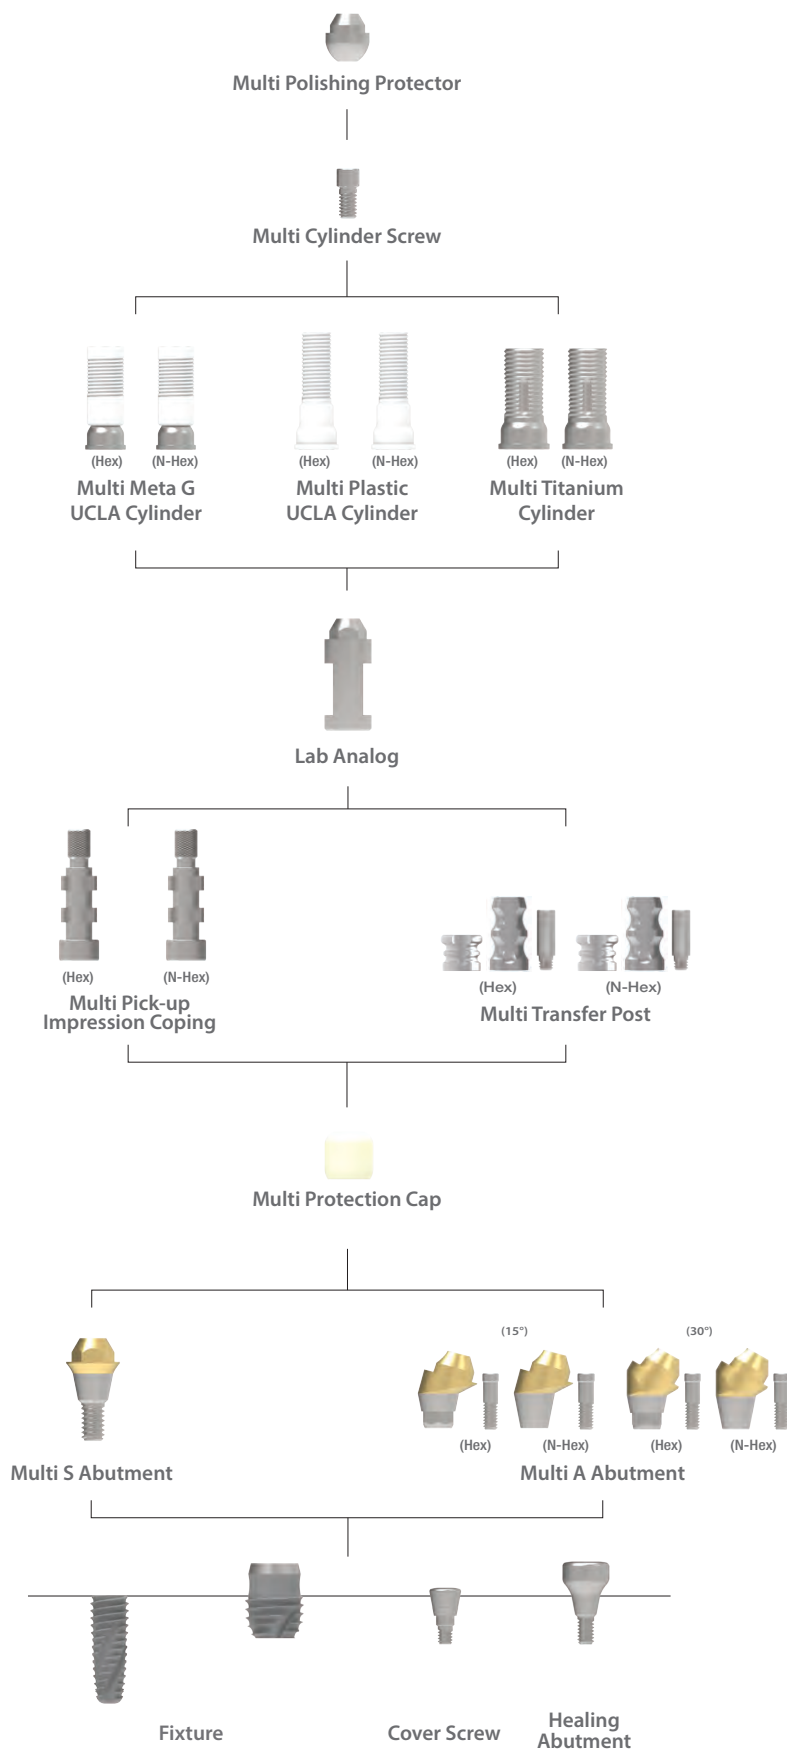 Multi Polishing Protector
Multi Cylinder Screw
(Hex) (N-Hex) (Hex) (N-Hex) (Hex) (N-Hex)
Multi Meta G
UCLA Cylinder
Multi Plastic
UCLA Cylinder
Multi Titanium
Cylinder
Lab Analog
(Hex) (N-Hex)
Multi Pick-up
Impression Coping
(Hex) (N-Hex)
Multi Transfer Post
Multi Protection Cap
(15°) (30°)
(Hex) (N-Hex) (Hex) (N-Hex)
Multi S Abutment
Multi A Abutment
Fixture
Cover Screw
Healing
Abutment